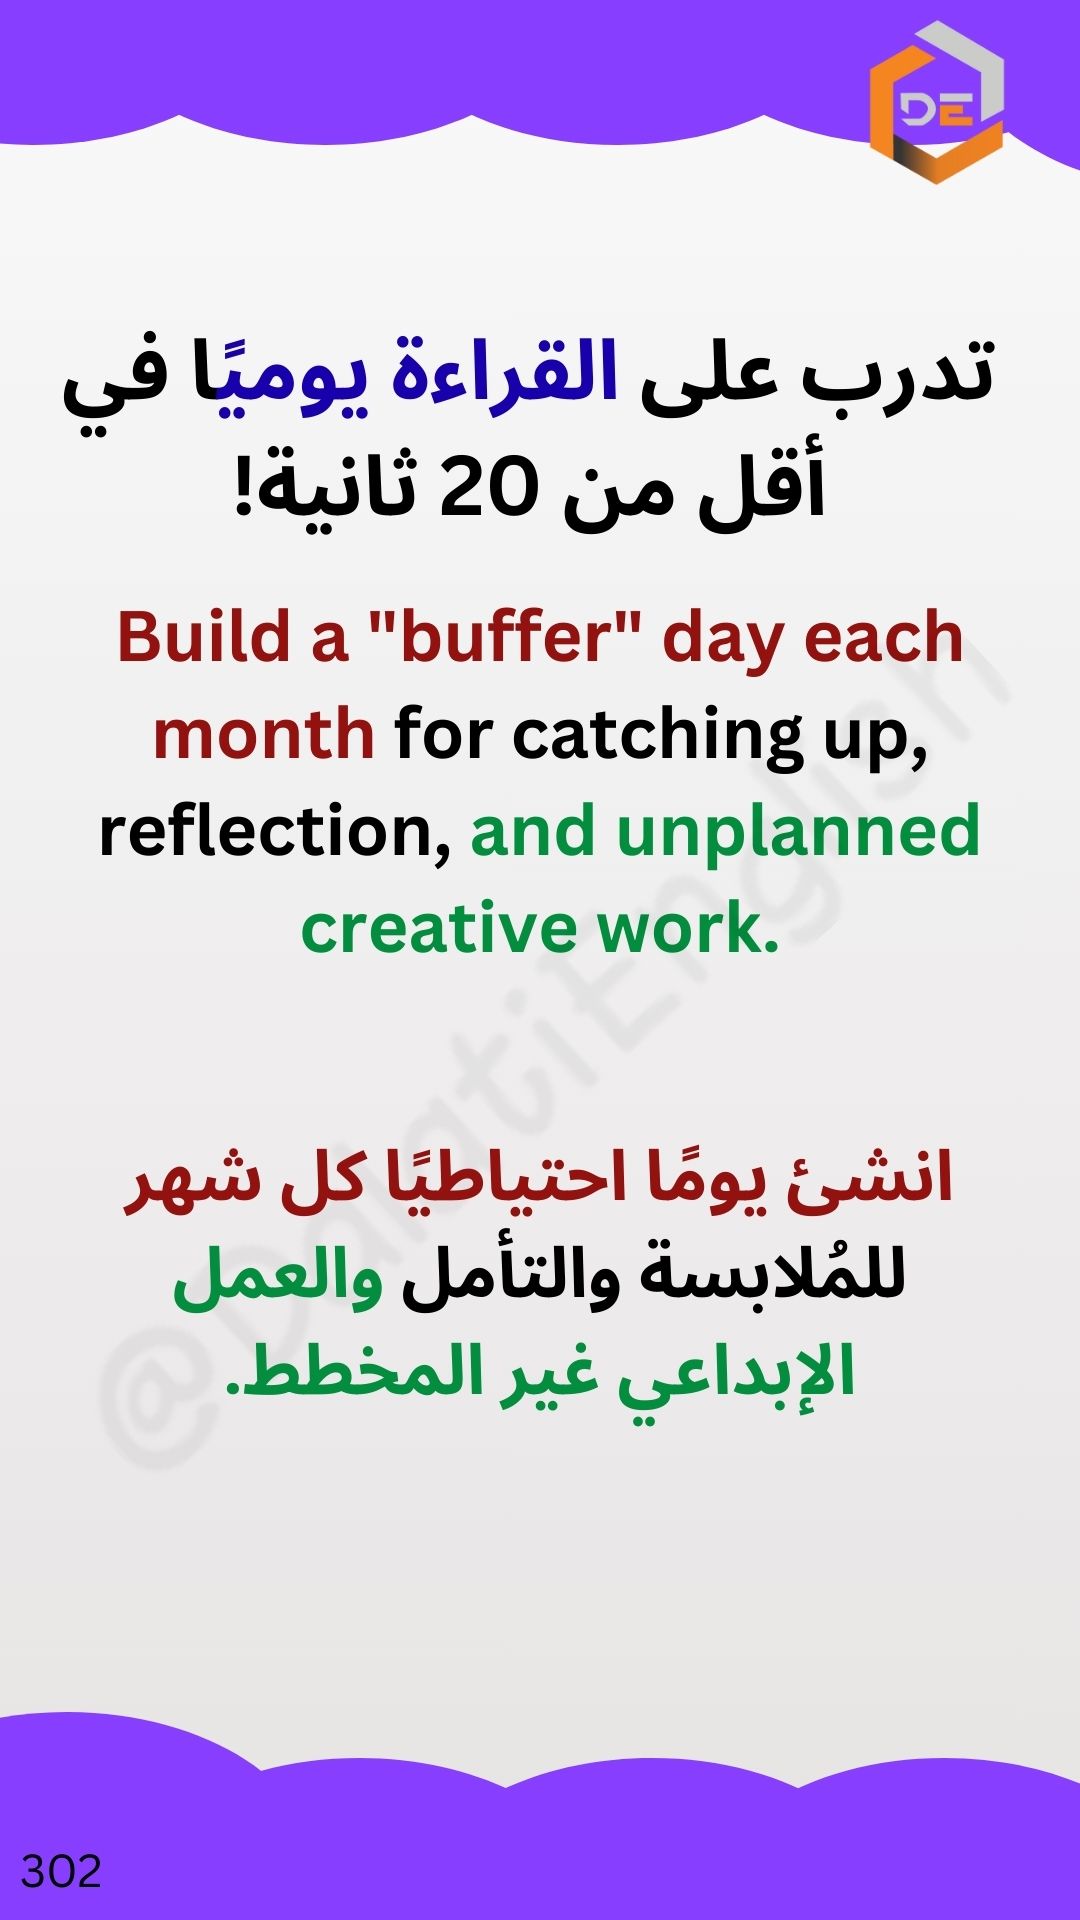 DE
تدرب على القراءة يوميًا في
أقل من 20 ثانية!
Build a "buffer" day each
month for catching up,
reflection, and unplanned
creative work.
انشئ يومًا احتياطيًا كل شهر
للمُلابسة والتأمل والعمل
الإبداعي غير المخطط.
@DalatiEnglish
302